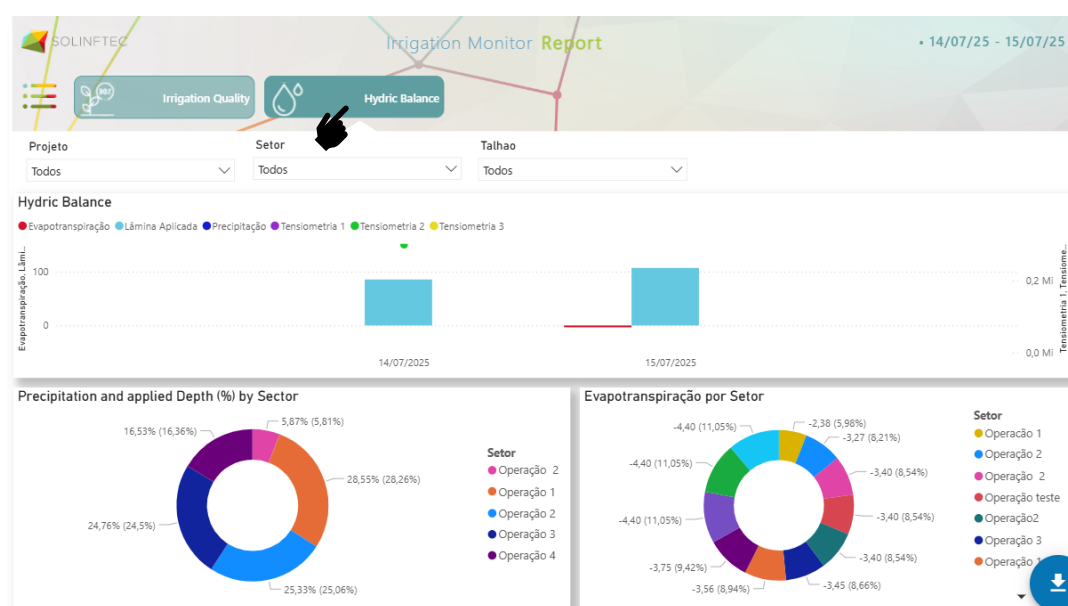 SOLINFTEC
Irrigation Monitor Report
• 14/07/25 - 15/07/25
Irrigation Quality
Hydric Balance
Projeto
Setor
Talhao
Todos
Todos
Todos
Hydric Balance
Evapotranspiração Lâmina Aplicada Precipitação Tensiometria 1 Tensiometria 2 Tensiometria 3
Evapotranspiração, Lâmi...
100
0
14/07/2025
15/07/2025
0,2 Mi
0,0 Mi
Tensiometria 1, Tensiome...
Precipitation and applied Depth (%) by Sector
5,87% (5,81%)
16,53% (16,36%)
28,55% (28,26%)
24,76% (24,5%)
25,33% (25,06%)
Setor
Operação 2
Operação 1
Operação 2
Operação 3
Operação 4
Evapotranspiração por Setor
-4,40 (11,05%)
-2,38 (5,98%)
-3,27 (8,21%)
-4,40 (11,05%)
-3,40 (8,54%)
-4,40 (11,05%)
-3,40 (8,54%)
-3,40 (8,54%)
-3,75 (9,42%)
-3,45 (8,66%)
-3,56 (8,94%)
Setor
Operacão 1
Operação 2
Operação 2
Operação teste
Operação2
Operação 3
Operação